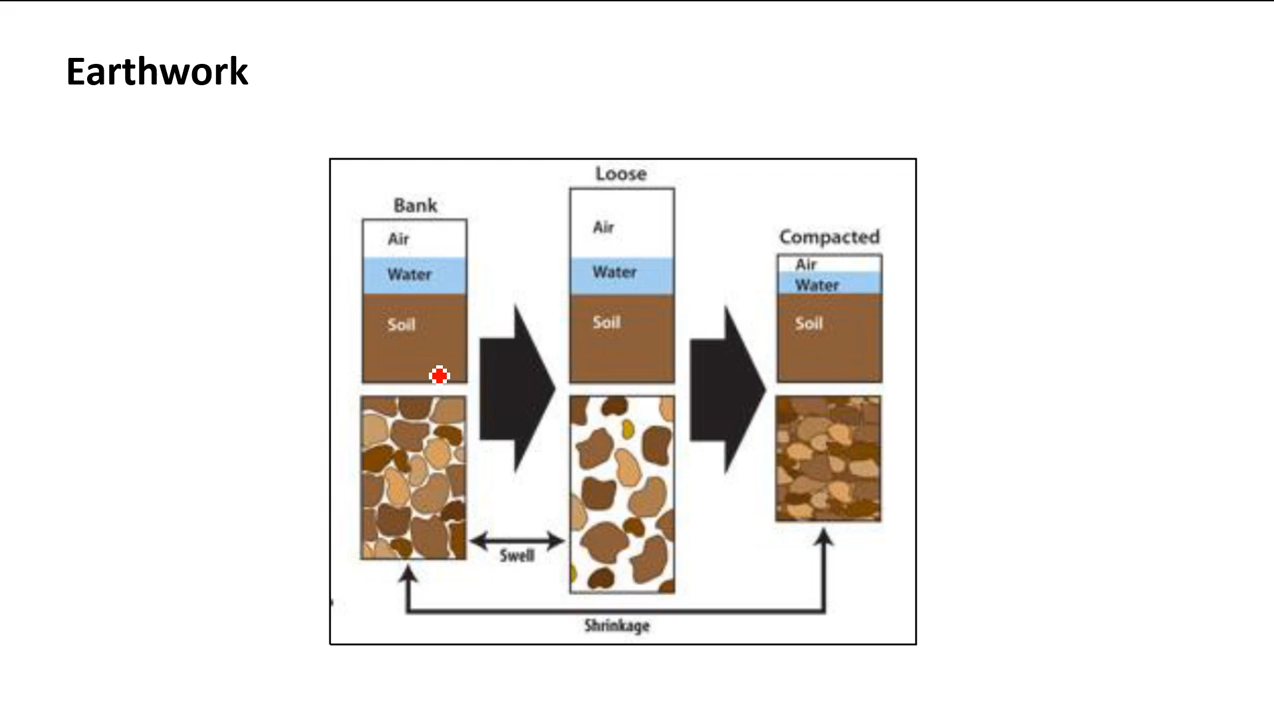 Earthwork
Loose
Bank
Air
Water
Soil
Air
Water
Soil
Compacted
Air
Water
Soil
Swell
Shrinkage